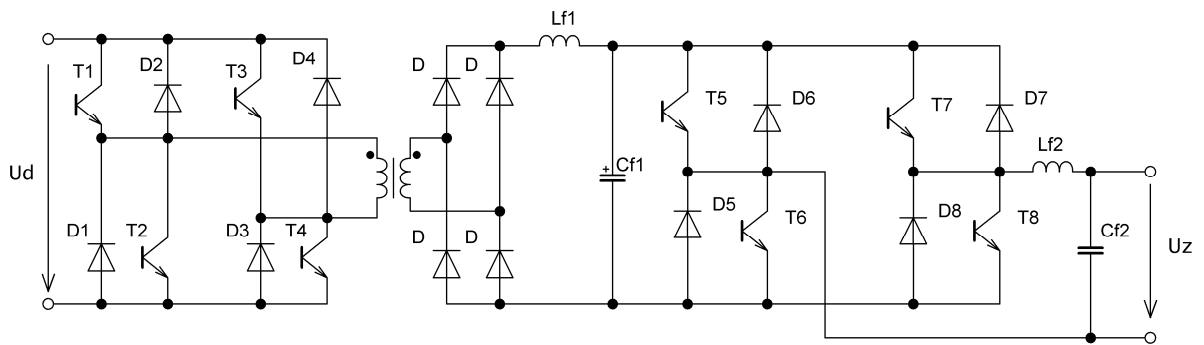 Lf1
T1
D2
T3
D4
D
D
T5
D6
T7
D7
Ud
Cf1
Lf2
D1
T2
D3
T4
D
D
D5
T6
D8
T8
Cf2
Uz
+